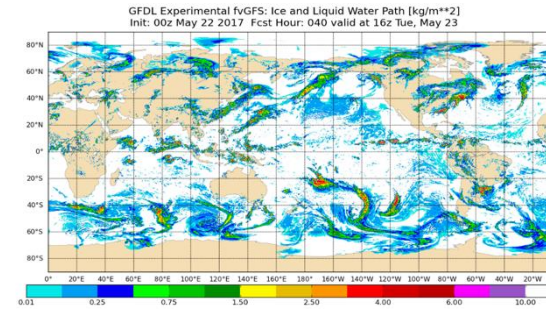 GFDL Experimental fvGFS: Ice and Liquid Water Path [kg/m**2]
Init: 00z May 22 2017 Fcst Hour: 040 valid at 16z Tue, May 23
80°N
60°N
40°N
20°N
0°
20°S
40°S
60°S
80°S
0° 20°E 40°E 60°E 80°E 100°E 120°E 140°E 160°E 180° 160°W 140°W 120°W 100°W 80°W 60°W 40°W 20°W
0.01 0.25 0.75 1.50 2.50 4.00 6.00 10.00